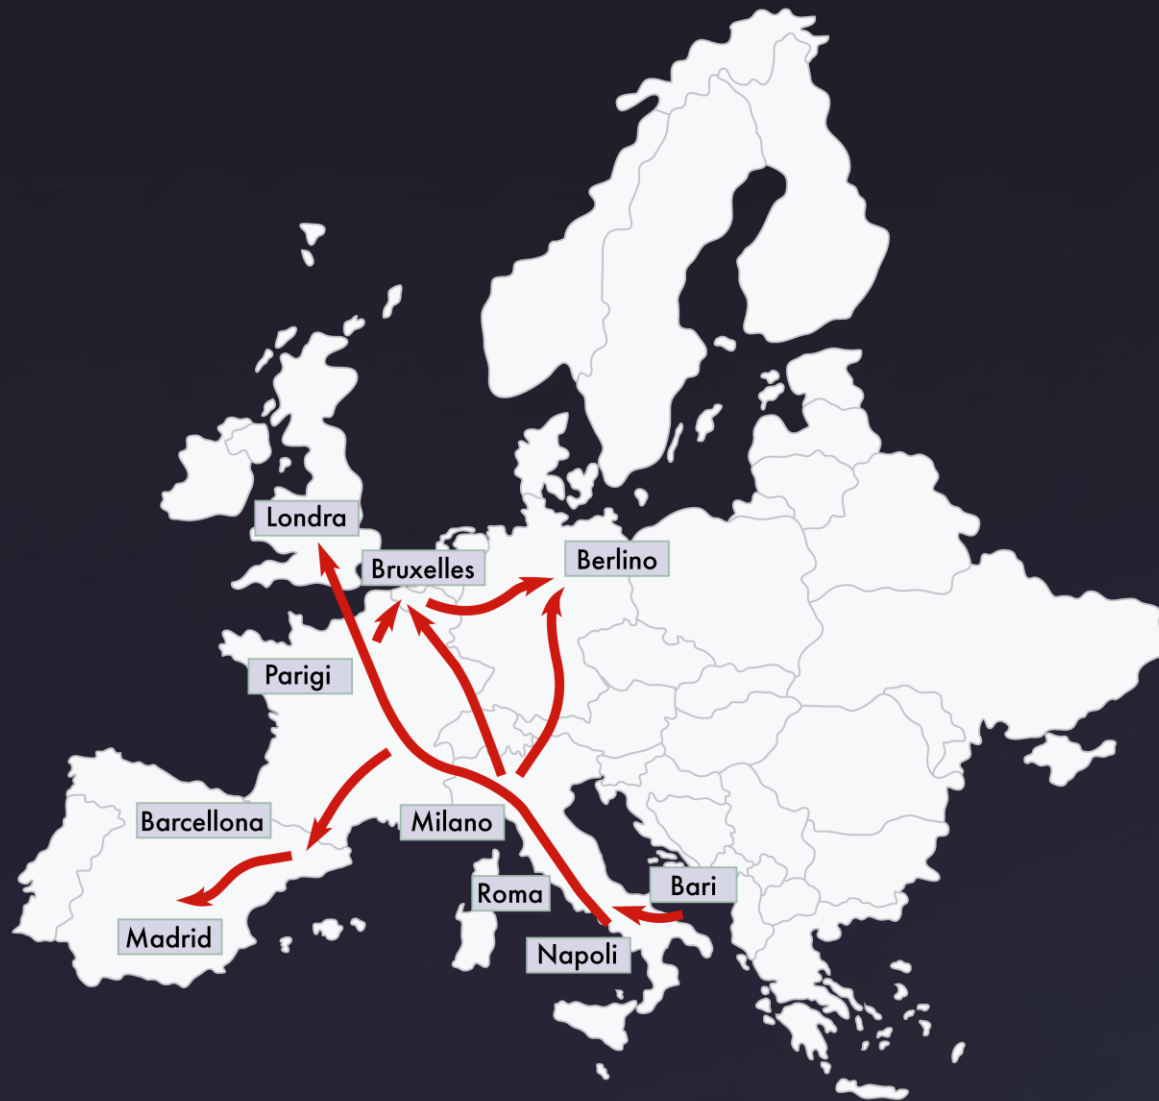 Londra
Bruxelles
Berlino
Parigi
Barcellona
Milano
Roma
Bari
Madrid
Napoli